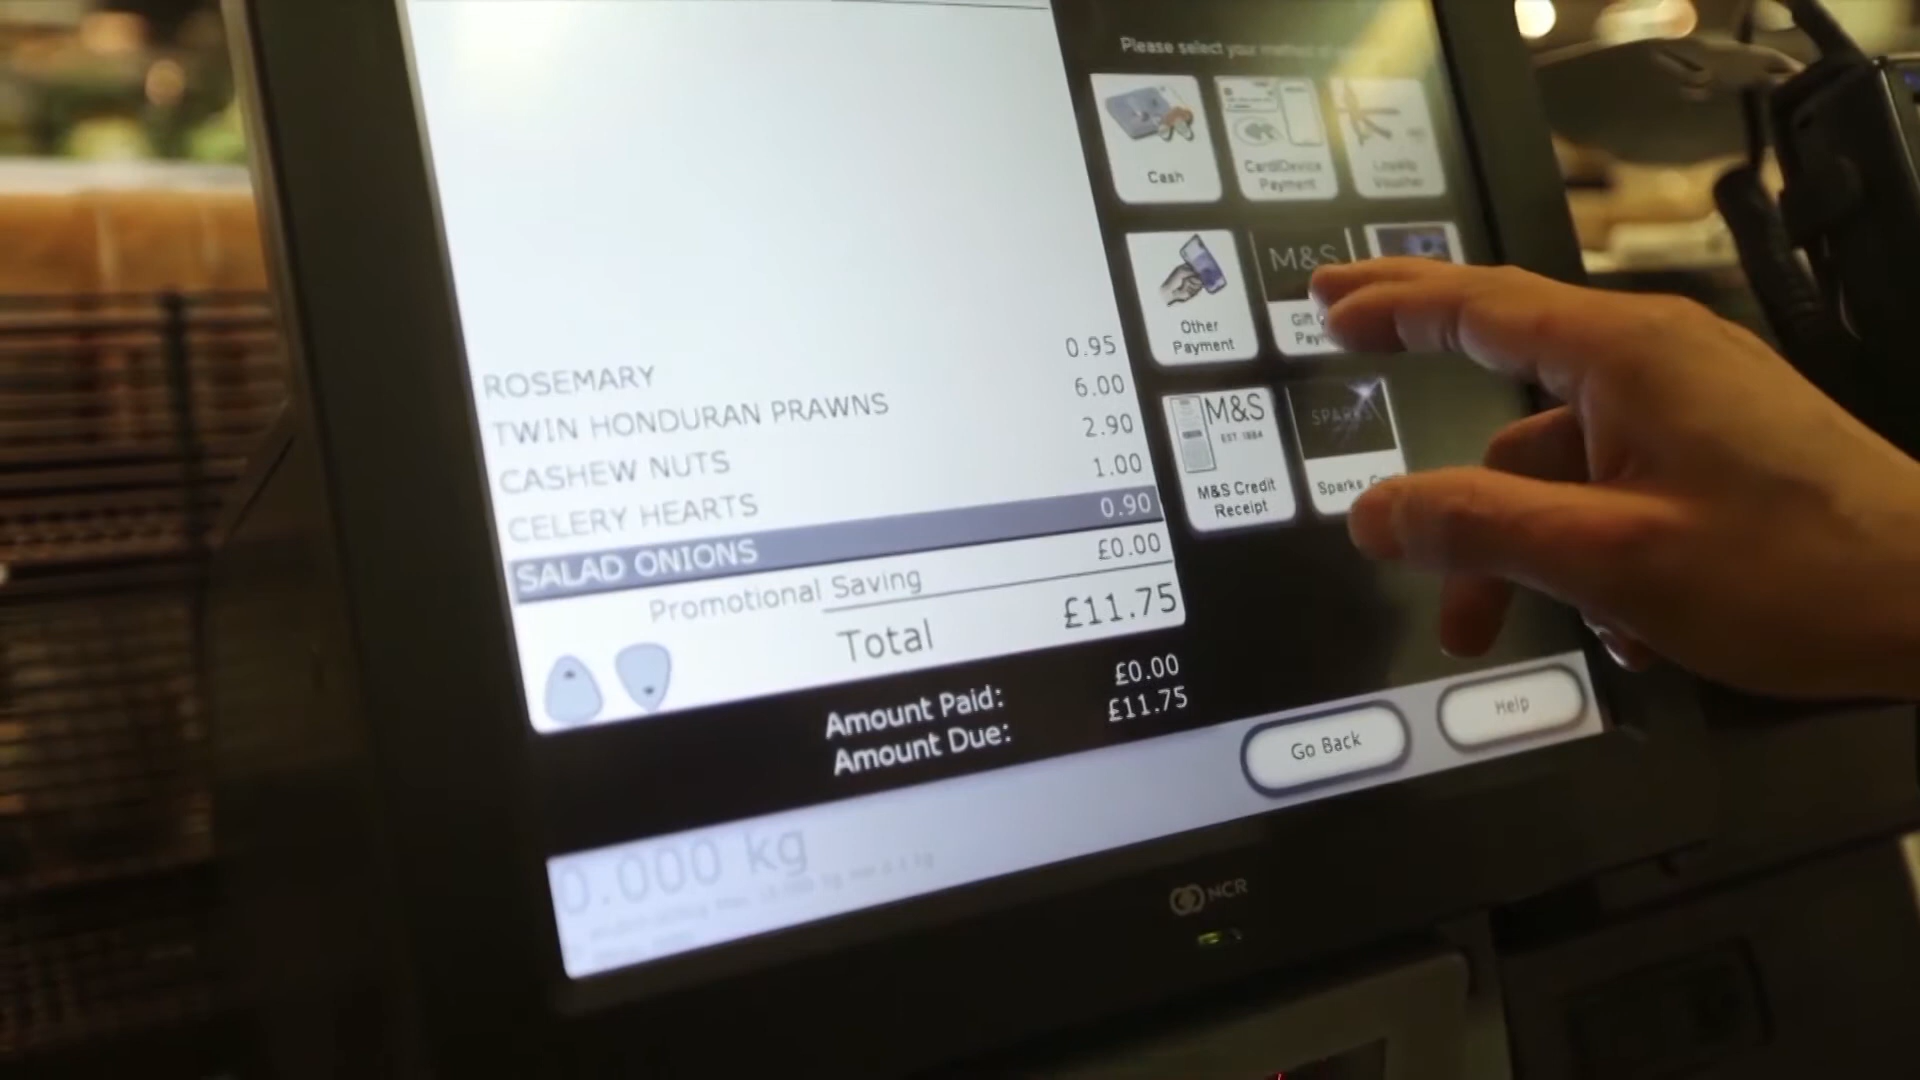 Please select your method of
Cash
Card/Device
Payment
Loyalty
Voucher
Other
Payment
M&S
Gift
M&S
EST. 1884
M&S Credit
Receipt
SPARKS
Sparks
ROSEMARY 0.95
TWIN HONDURAN PRAWNS 6.00
CASHEW NUTS 2.90
CELERY HEARTS 1.00
SALAD ONIONS 0.90
Promotional Saving £0.00
Total £11.75
Amount Paid: £0.00
Amount Due: £11.75
Go Back
Help
0.000 kg
NCR